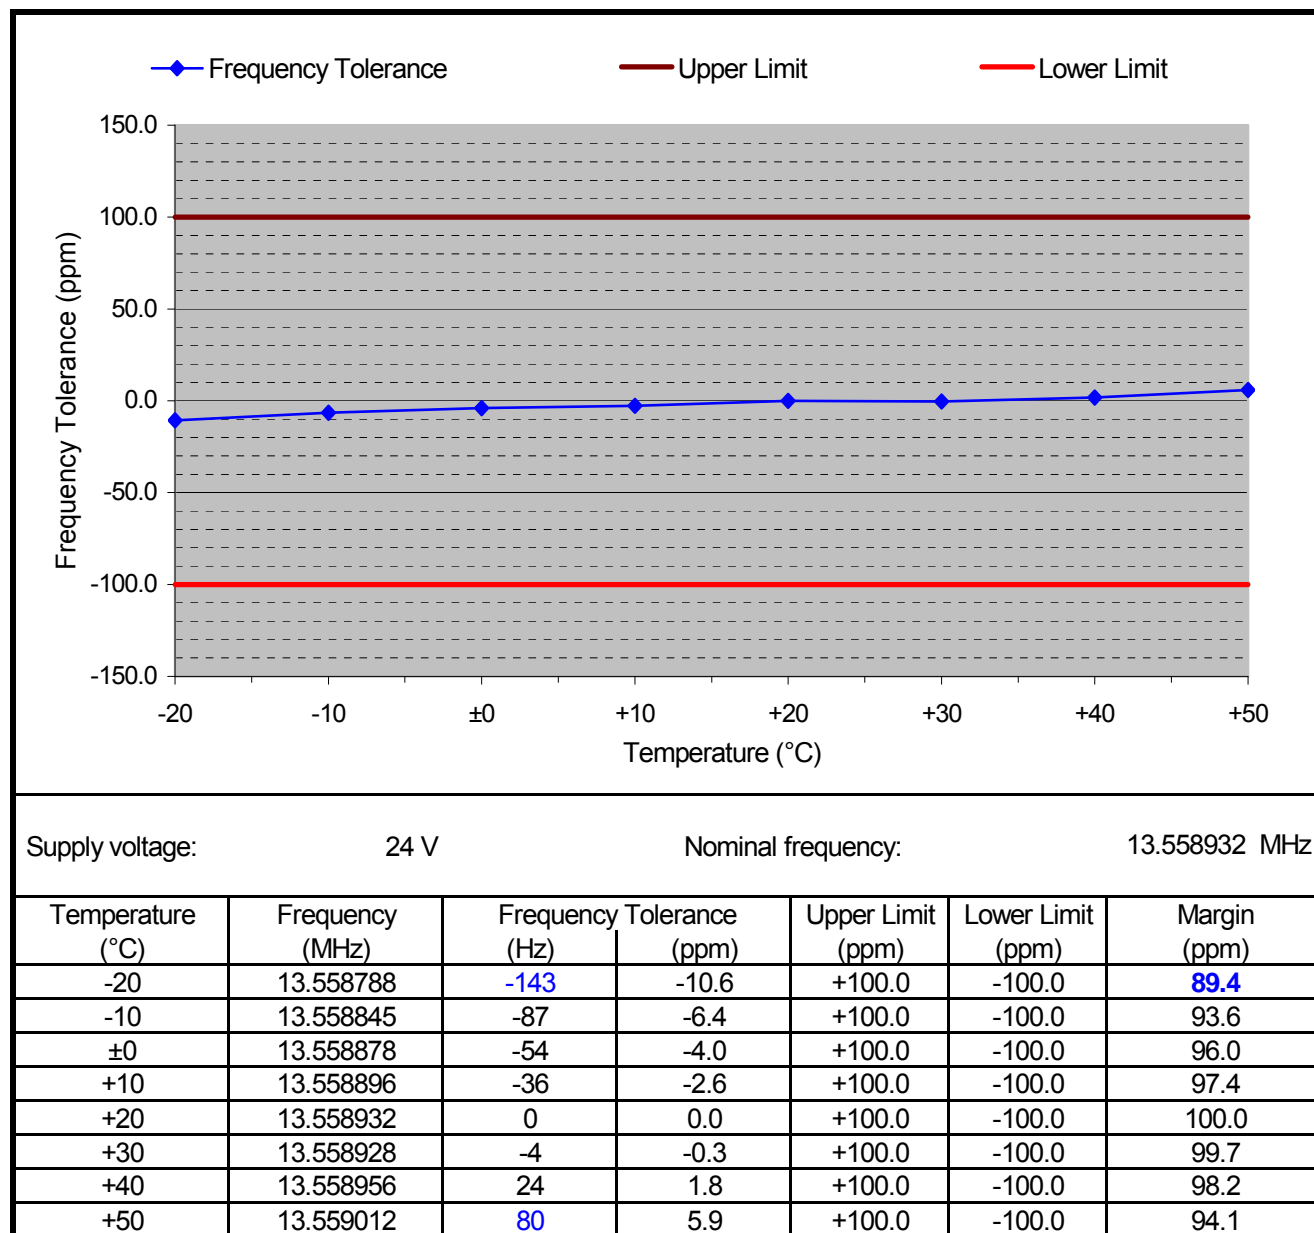 Frequency Tolerance Upper Limit Lower Limit
150.0
100.0
50.0
0.0
-50.0
-100.0
-150.0
Frequency Tolerance (ppm)
-20 -10 ±0 +10 +20 +30 +40 +50
Temperature (°C)
Supply voltage: 24 V Nominal frequency: 13.558932 MHz
Temperature Frequency Frequency Tolerance Upper Limit Lower Limit Margin
(°C) (MHz) (Hz) (ppm) (ppm) (ppm) (ppm)
-20 13.558788 -143 -10.6 +100.0 -100.0 89.4
-10 13.558845 -87 -6.4 +100.0 -100.0 93.6
±0 13.558878 -54 -4.0 +100.0 -100.0 96.0
+10 13.558896 -36 -2.6 +100.0 -100.0 97.4
+20 13.558932 0 0.0 +100.0 -100.0 100.0
+30 13.558928 -4 -0.3 +100.0 -100.0 99.7
+40 13.558956 24 1.8 +100.0 -100.0 98.2
+50 13.559012 80 5.9 +100.0 -100.0 94.1